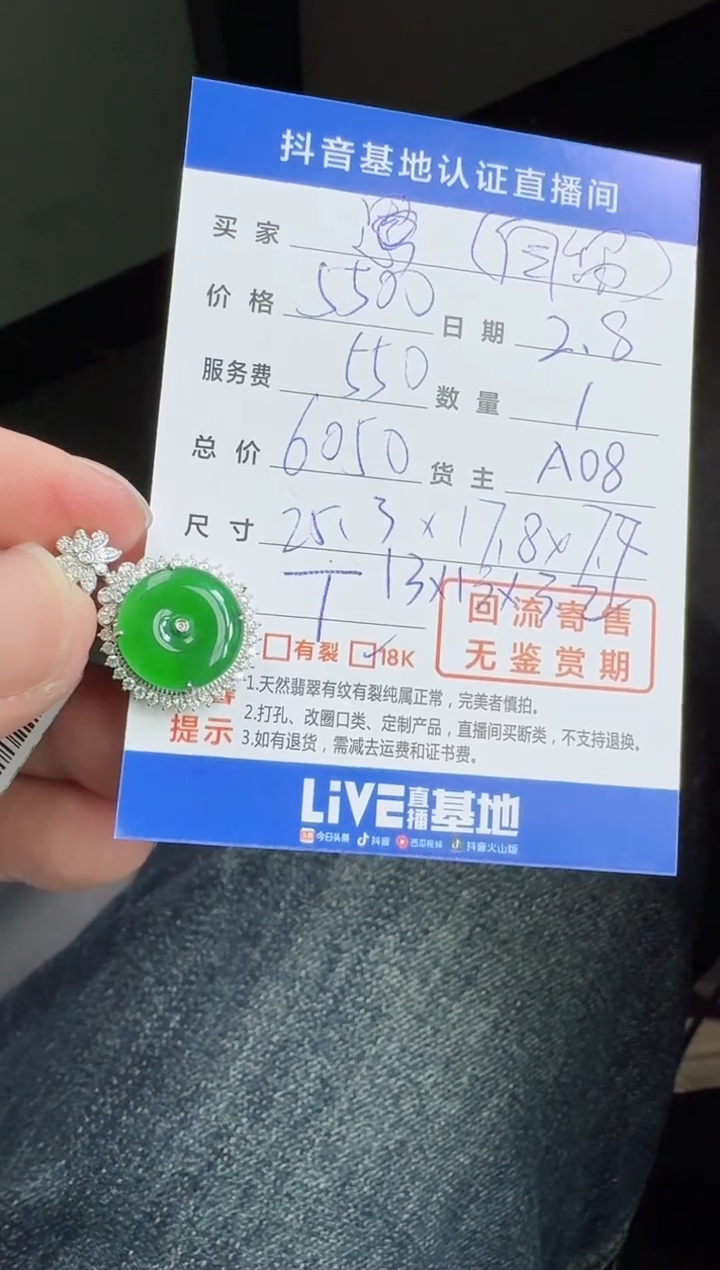 抖音基地认证直播间
买家
价格 5500 日期 2.8
服务费 550 数量 1
总价 6050 货主 A08
尺寸 25.3×17.8×7.4
回流寄售
有裂 18K 无鉴赏期
1.天然翡翠有纹有裂纯属正常，完美者慎拍。
2.打孔、改圈口类、定制产品，直播间买断类，不支持退换。
提示 3.如有退货，需减去运费和证书费。
LiVE直播基地
今日头条 抖音 西瓜视频 抖音火山版